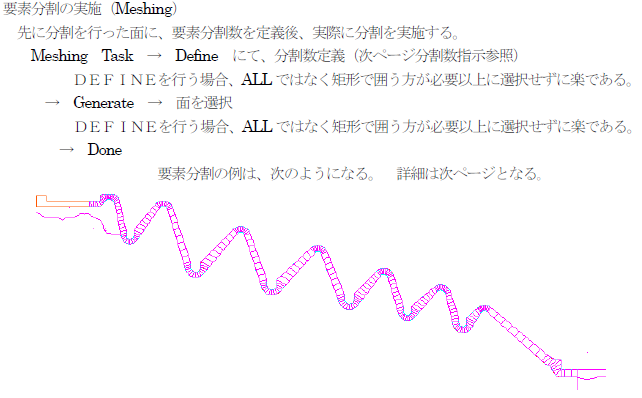 要素分割の実施（Meshing）
先に分割を行った面に、要素分割数を定義後、実際に分割を実施する。
Meshing Task → Define にて、分割数定義（次ページ分割数指示参照）
ＤＥＦＩＮＥを行う場合、ALL ではなく矩形で囲う方が必要以上に選択せずに楽である。
→ Generate → 面を選択
ＤＥＦＩＮＥを行う場合、ALL ではなく矩形で囲う方が必要以上に選択せずに楽である。
→ Done
要素分割の例は、次のようになる。 詳細は次ページとなる。